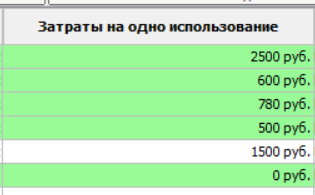 Затраты на одно использование
2500 руб.
600 руб.
780 руб.
500 руб.
1500 руб.
0 руб.